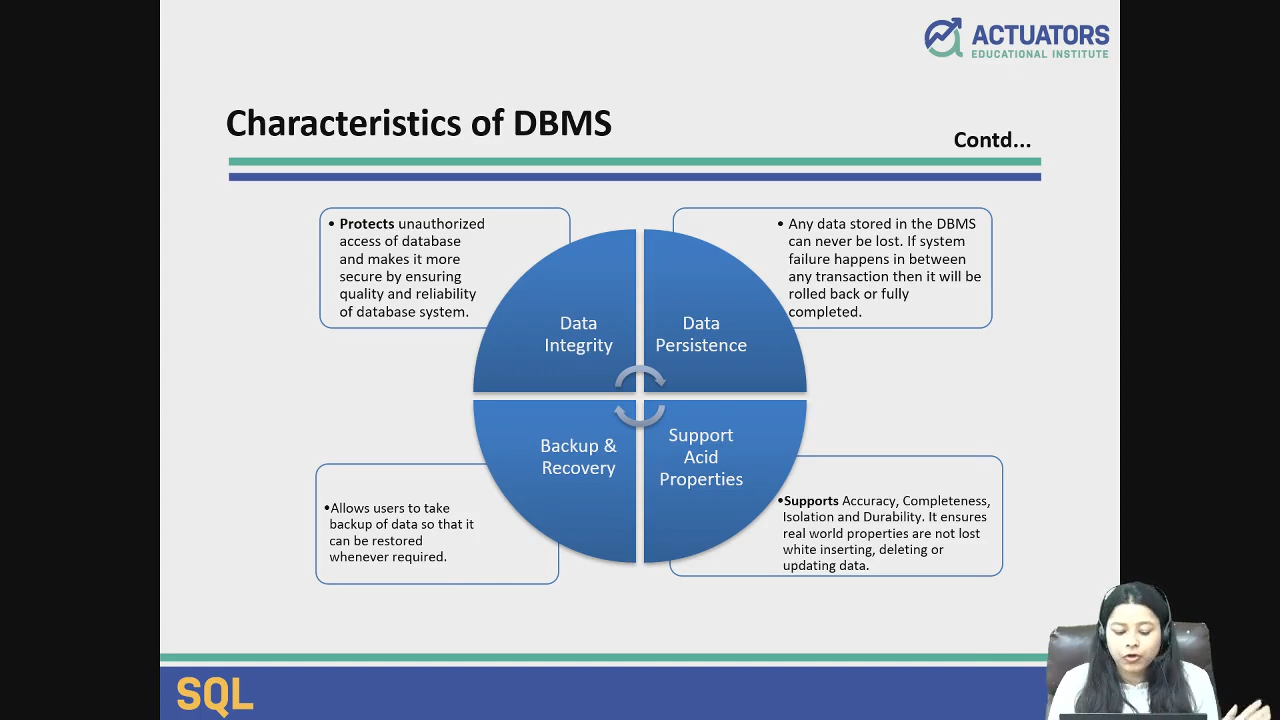 ACTUATORS
EDUCATIONAL INSTITUTE
Characteristics of DBMS
Contd...
• Protects unauthorized
access of database
and makes it more
secure by ensuring
quality and reliability
of database system.
• Any data stored in the DBMS
can never be lost. If system
failure happens in between
any transaction then it will be
rolled back or fully
completed.
Data
Integrity
Data
Persistence
Backup &
Recovery
Support
Acid
Properties
•Allows users to take
backup of data so that it
can be restored
whenever required.
•Supports Accuracy, Completeness,
Isolation and Durability. It ensures
real world properties are not lost
white inserting, deleting or
updating data.
SQL